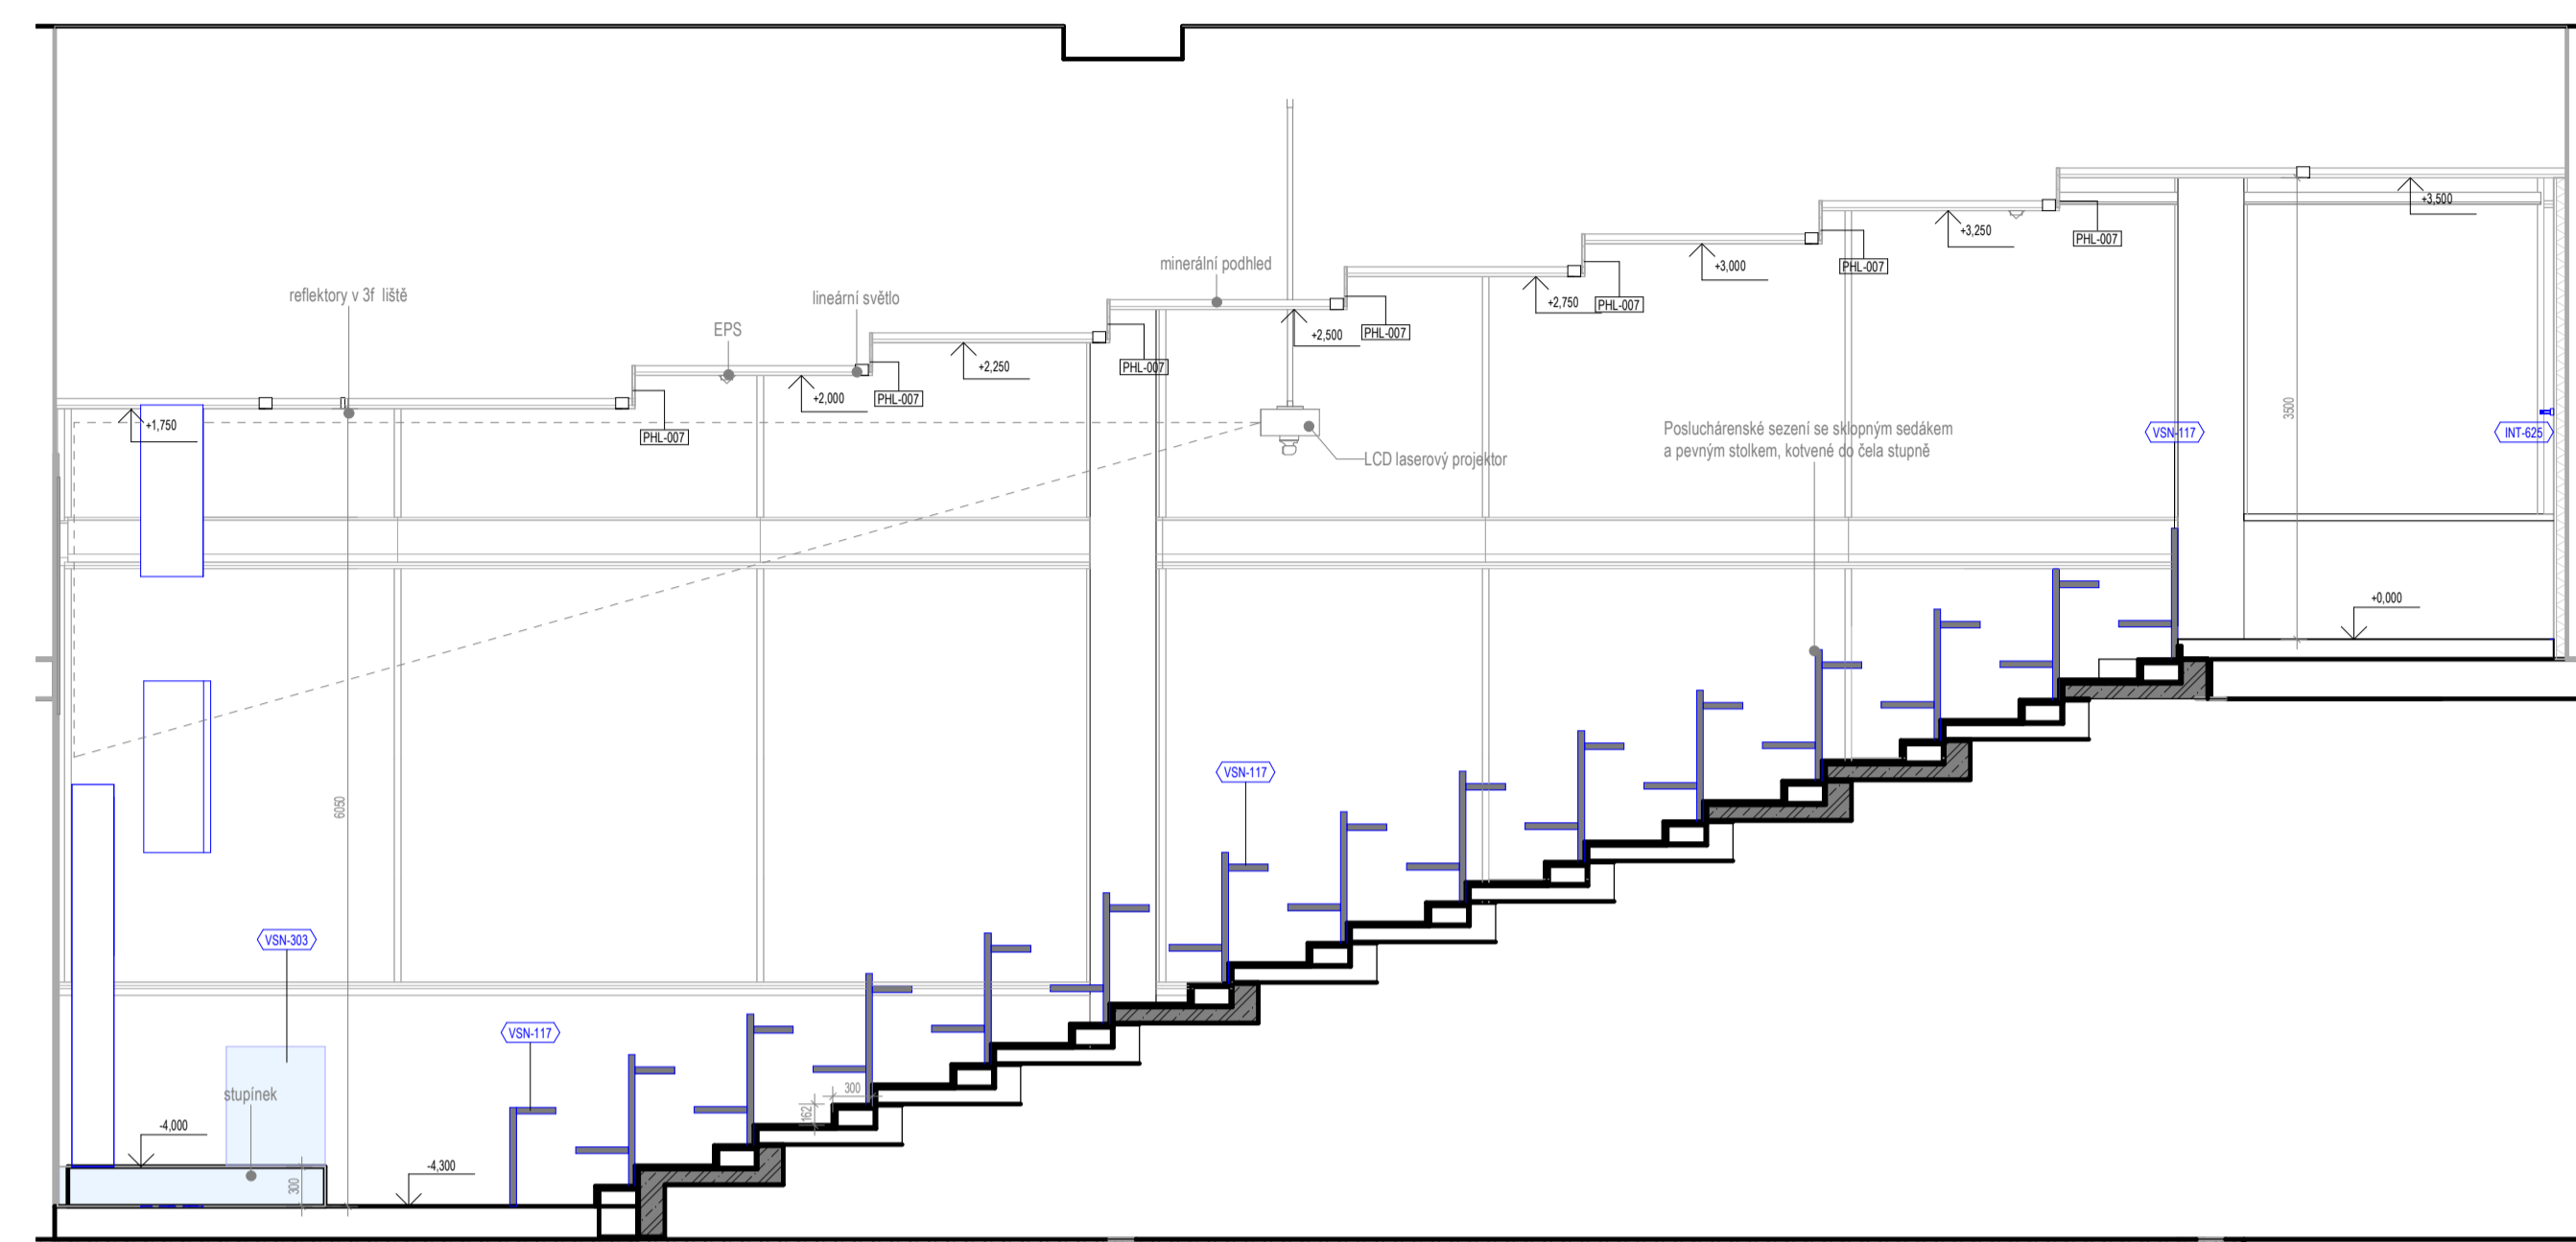 +3,500
+3,250
PHL-007
PHL-007
+3,000
PHL-007
minerální podhled
+2,750
PHL-007
reflektory v 3f  liště
lineární světlo
EPS
+2,500
PHL-007
+2,250
PHL-007
+2,000
PHL-007
+1,750
PHL-007
3500
VSN-117
INT-625
Posluchárenské sezení se sklopným sedákem
a pevným stolkem, kotvené do čela stupně
LCD laserový projektor
+0,000
VSN-117
6050
VSN-303
VSN-117
stupínek
300
162
-4,000
-4,300
300